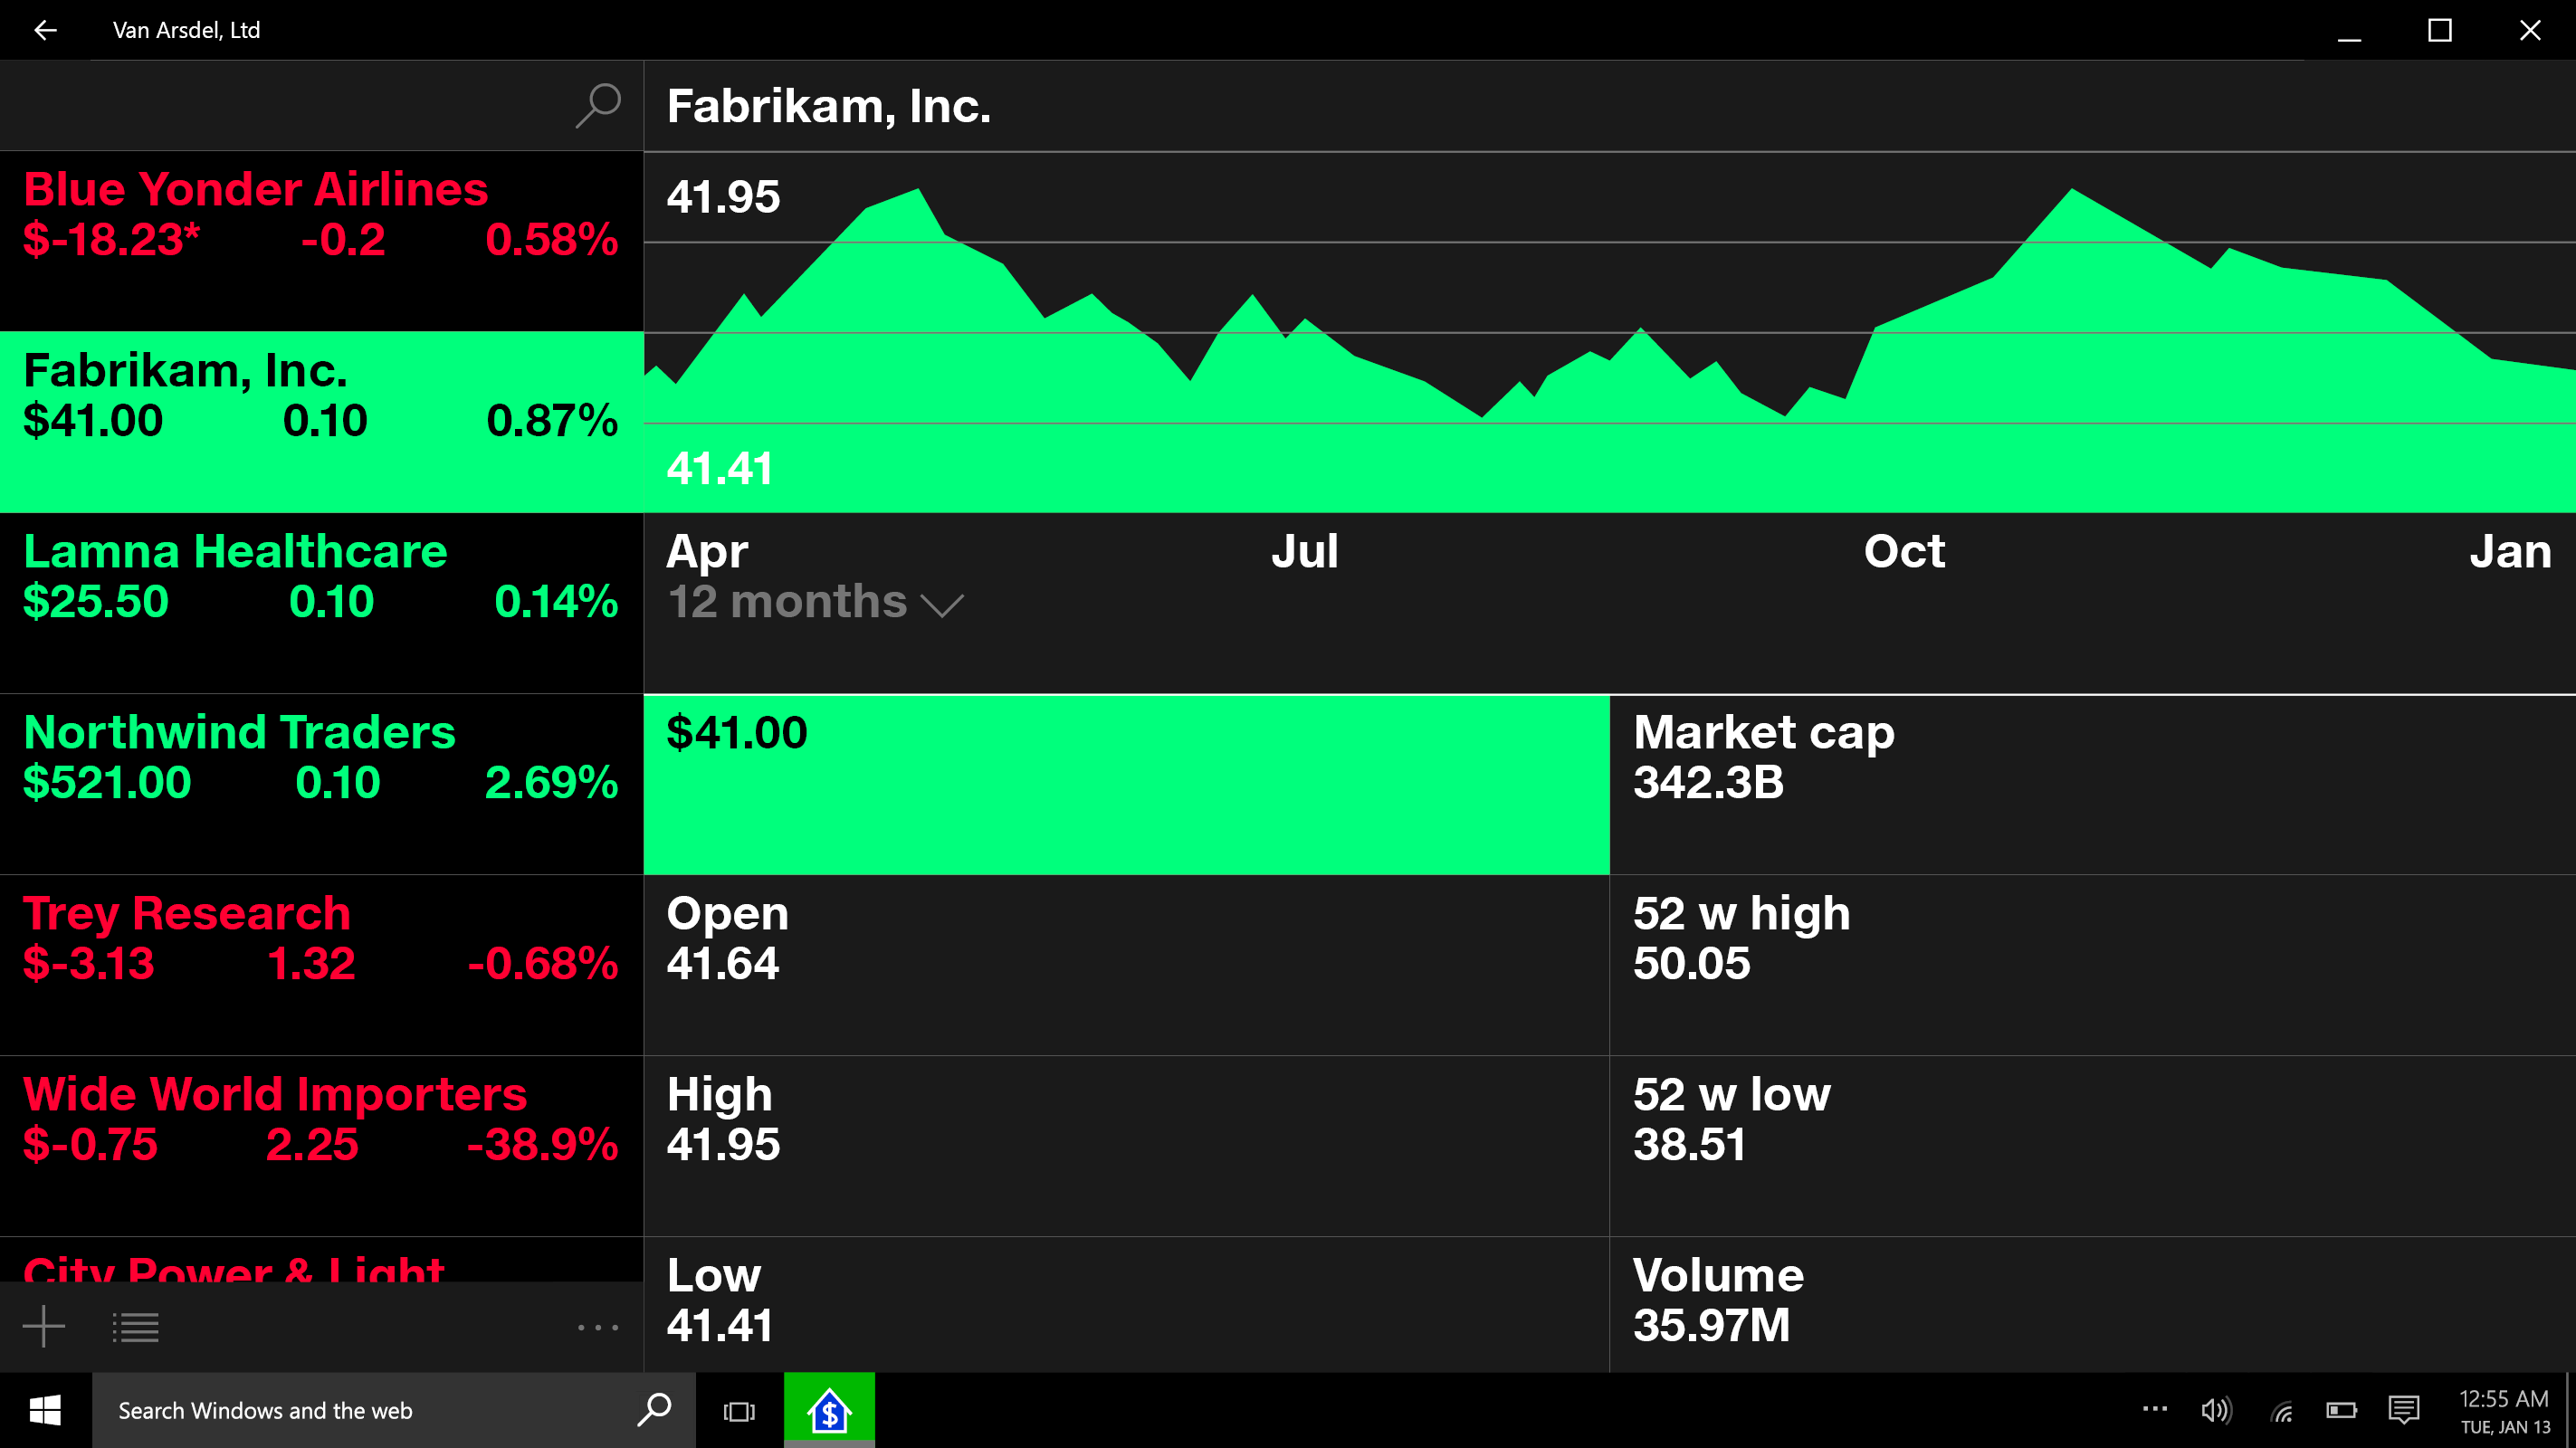 Van Arsdel, Ltd
Blue Yonder Airlines
$-18.23* -0.2 0.58%
Fabrikam, Inc.
$41.00 0.10 0.87%
Lamna Healthcare
$25.50 0.10 0.14%
Northwind Traders
$521.00 0.10 2.69%
Trey Research
$-3.13 1.32 -0.68%
Wide World Importers
$-0.75 2.25 -38.9%
City Power & Light
Fabrikam, Inc.
41.95
41.41
Apr Jul Oct Jan
12 months
$41.00
Market cap
342.3B
Open
41.64
52 w high
50.05
High
41.95
52 w low
38.51
Low
41.41
Volume
35.97M
Search Windows and the web
$
12:55 AM
TUE, JAN 13